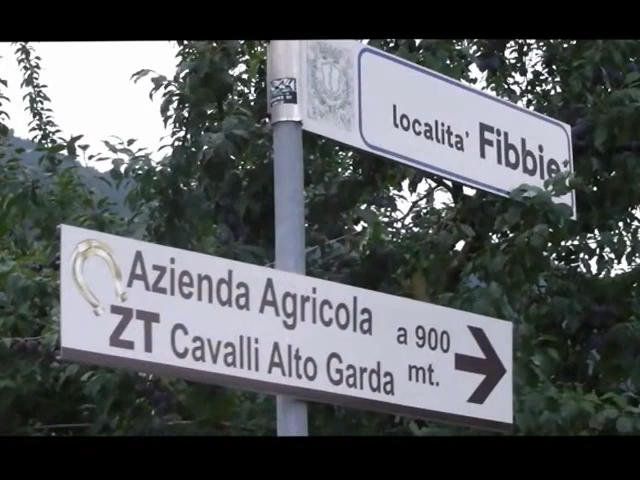 localita' Fibbie
Azienda Agricola
ZT Cavalli Alto Garda
a 900
mt.